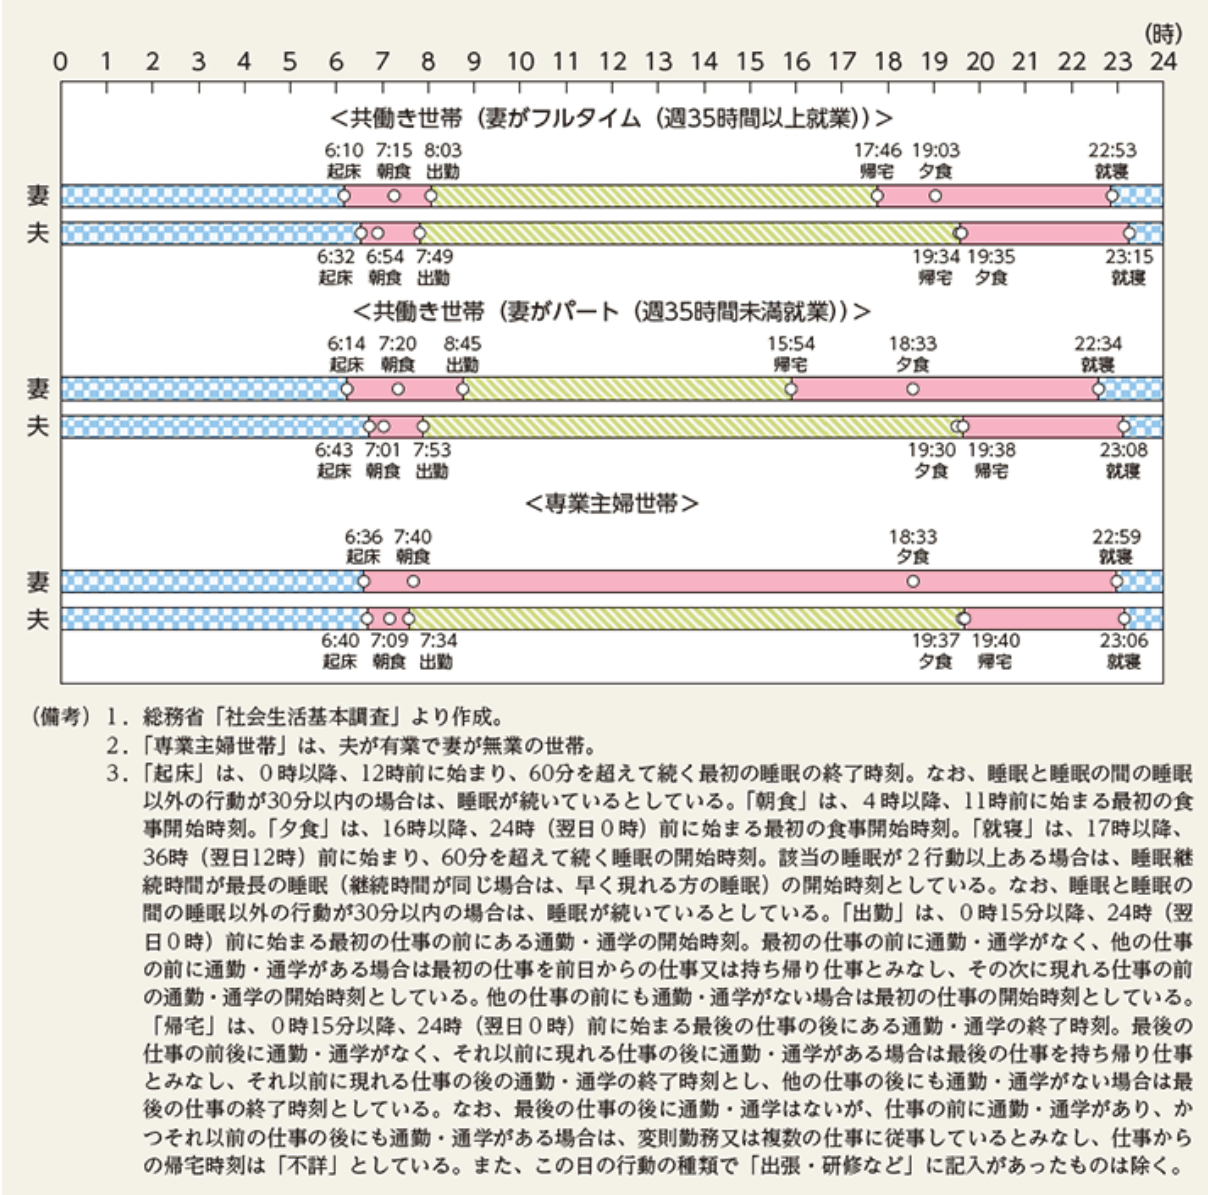 (時)
0 1 2 3 4 5 6 7 8 9 10 11 12 13 14 15 16 17 18 19 20 21 22 23 24
＜共働き世帯（妻がフルタイム（週35時間以上就業））＞
6:10 7:15 8:03 17:46 19:03 22:53
起床 朝食 出勤 帰宅 夕食 就寝
妻
夫
6:32 6:54 7:49 19:34 19:35 23:15
起床 朝食 出勤 帰宅 夕食 就寝
＜共働き世帯（妻がパート（週35時間未満就業））＞
6:14 7:20 8:45 15:54 18:33 22:34
起床 朝食 出勤 帰宅 夕食 就寝
妻
夫
6:43 7:01 7:53 19:30 19:38 23:08
起床 朝食 出勤 夕食 帰宅 就寝
＜専業主婦世帯＞
6:36 7:40 18:33 22:59
起床 朝食 夕食 就寝
妻
夫
6:40 7:09 7:34 19:37 19:40 23:06
起床 朝食 出勤 夕食 帰宅 就寝
（備考）１．総務省「社会生活基本調査」より作成。
２．「専業主婦世帯」は、夫が有業で妻が無業の世帯。
３．「起床」は、０時以降、12時前に始まり、60分を超えて続く最初の睡眠の終了時刻。なお、睡眠と睡眠の間の睡眠
以外の行動が30分以内の場合は、睡眠が続いているとしている。「朝食」は、４時以降、11時前に始まる最初の食
事開始時刻。「夕食」は、16時以降、24時（翌日０時）前に始まる最初の食事開始時刻。「就寝」は、17時以降、
36時（翌日12時）前に始まり、60分を超えて続く睡眠の開始時刻。該当の睡眠が２行動以上ある場合は、睡眠継
続時間が最長の睡眠（継続時間が同じ場合は、早く現れる方の睡眠）の開始時刻としている。なお、睡眠と睡眠の
間の睡眠以外の行動が30分以内の場合は、睡眠が続いているとしている。「出勤」は、０時15分以降、24時（翌
日０時）前に始まる最初の仕事の前にある通勤・通学の開始時刻。最初の仕事の前に通勤・通学がなく、他の仕事
の前に通勤・通学がある場合は最初の仕事を前日からの仕事又は持ち帰り仕事とみなし、その次に現れる仕事の前
の通勤・通学の開始時刻としている。他の仕事の前にも通勤・通学がない場合は最初の仕事の開始時刻としている。
「帰宅」は、０時15分以降、24時（翌日０時）前に始まる最後の仕事の後にある通勤・通学の終了時刻。最後の
仕事の前後に通勤・通学がなく、それ以前に現れる仕事の後に通勤・通学がある場合は最後の仕事を持ち帰り仕事
とみなし、それ以前に現れる仕事の後の通勤・通学の終了時刻とし、他の仕事の後にも通勤・通学がない場合は最
後の仕事の終了時刻としている。なお、最後の仕事の後に通勤・通学はないが、仕事の前に通勤・通学があり、か
つそれ以前の仕事の後にも通勤・通学がある場合は、変則勤務又は複数の仕事に従事しているとみなし、仕事から
の帰宅時刻は「不詳」としている。また、この日の行動の種類で「出張・研修など」に記入があったものは除く。